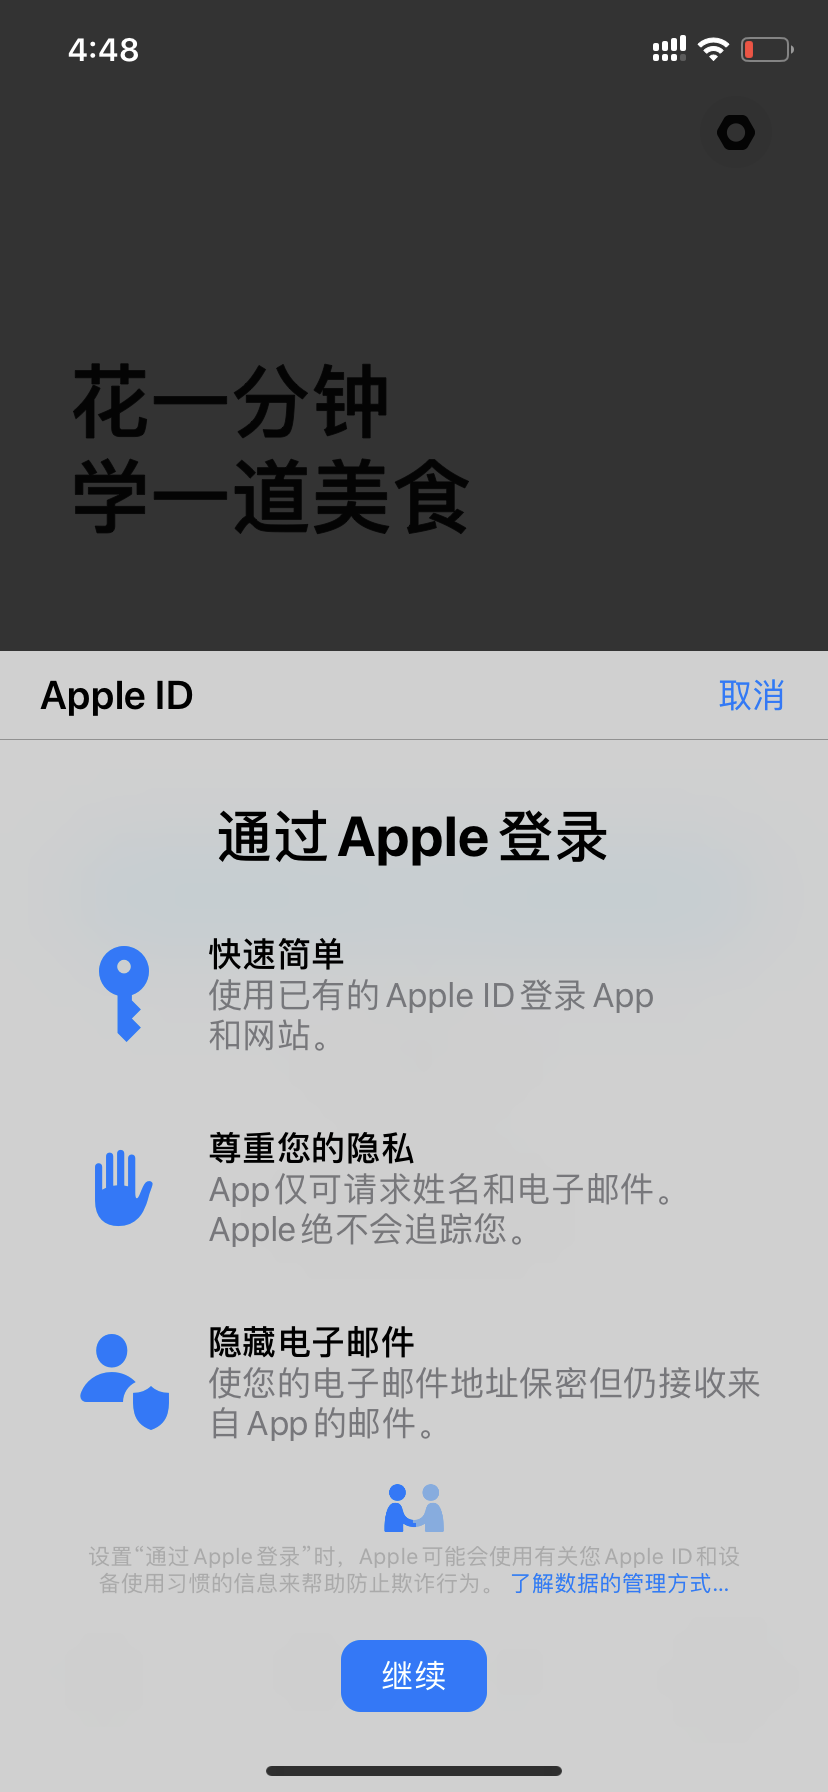 4:48
花一分钟
学一道美食
Apple ID
取消
通过 Apple 登录
快速简单
使用已有的 Apple ID 登录 App
和网站。
尊重您的隐私
App 仅可请求姓名和电子邮件。
Apple 绝不会追踪您。
隐藏电子邮件
使您的电子邮件地址保密但仍接收来
自 App 的邮件。
设置“通过 Apple 登录”时，Apple 可能会使用有关您 Apple ID 和设
备使用习惯的信息来帮助防止欺诈行为。 了解数据的管理方式...
继续